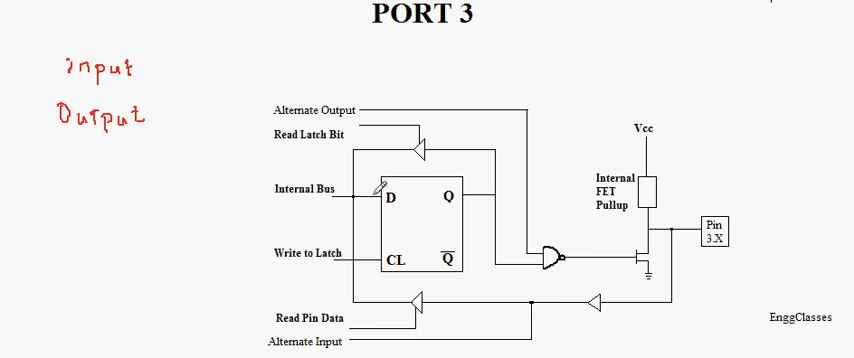 PORT 3
input
Output
Alternate Output
Read Latch Bit
Vcc
Internal
FET
Pullup
Internal Bus
D
Q
Pin
3.X
Write to Latch
CL
Q̅
Read Pin Data
EnggClasses
Alternate Input